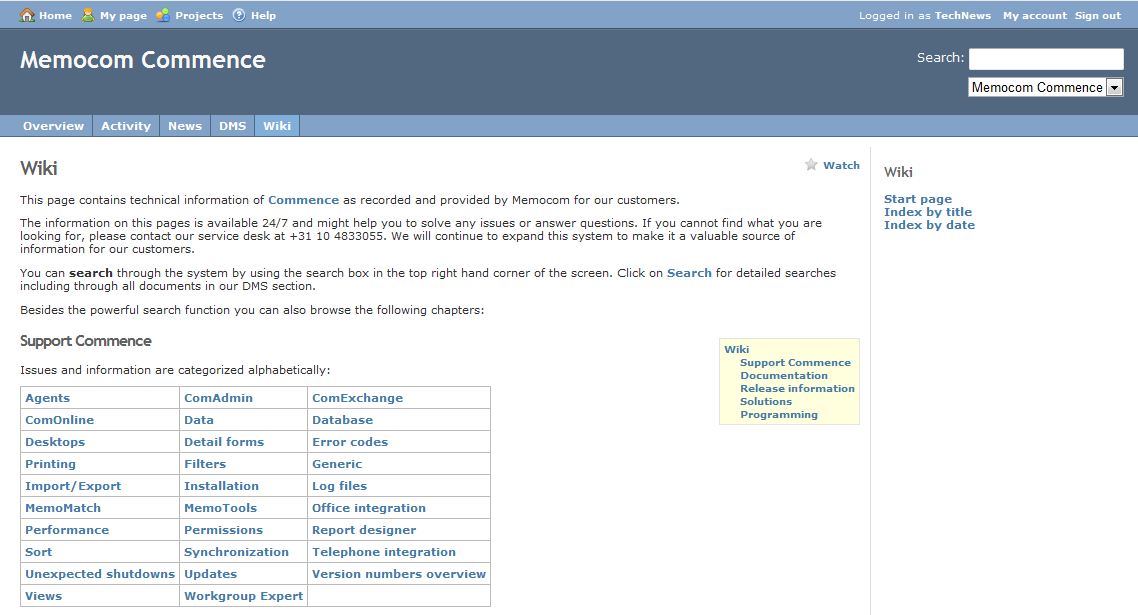 Home My page Projects Help Logged in as TechNews My account Sign out
Memocom Commence
Search:
Memocom Commence
Overview Activity News DMS Wiki
Wiki
Watch
This page contains technical information of Commence as recorded and provided by Memocom for our customers.
The information on this pages is available 24/7 and might help you to solve any issues or answer questions. If you cannot find what you are
looking for, please contact our service desk at +31 10 4833055. We will continue to expand this system to make it a valuable source of
information for our customers.
You can search through the system by using the search box in the top right hand corner of the screen. Click on Search for detailed searches
including through all documents in our DMS section.
Besides the powerful search function you can also browse the following chapters:
Support Commence
Issues and information are categorized alphabetically:
Agents ComAdmin ComExchange
ComOnline Data Database
Desktops Detail forms Error codes
Printing Filters Generic
Import/Export Installation Log files
MemoMatch MemoTools Office integration
Performance Permissions Report designer
Sort Synchronization Telephone integration
Unexpected shutdowns Updates Version numbers overview
Views Workgroup Expert
Wiki
Support Commence
Documentation
Release information
Solutions
Programming
Wiki
Start page
Index by title
Index by date